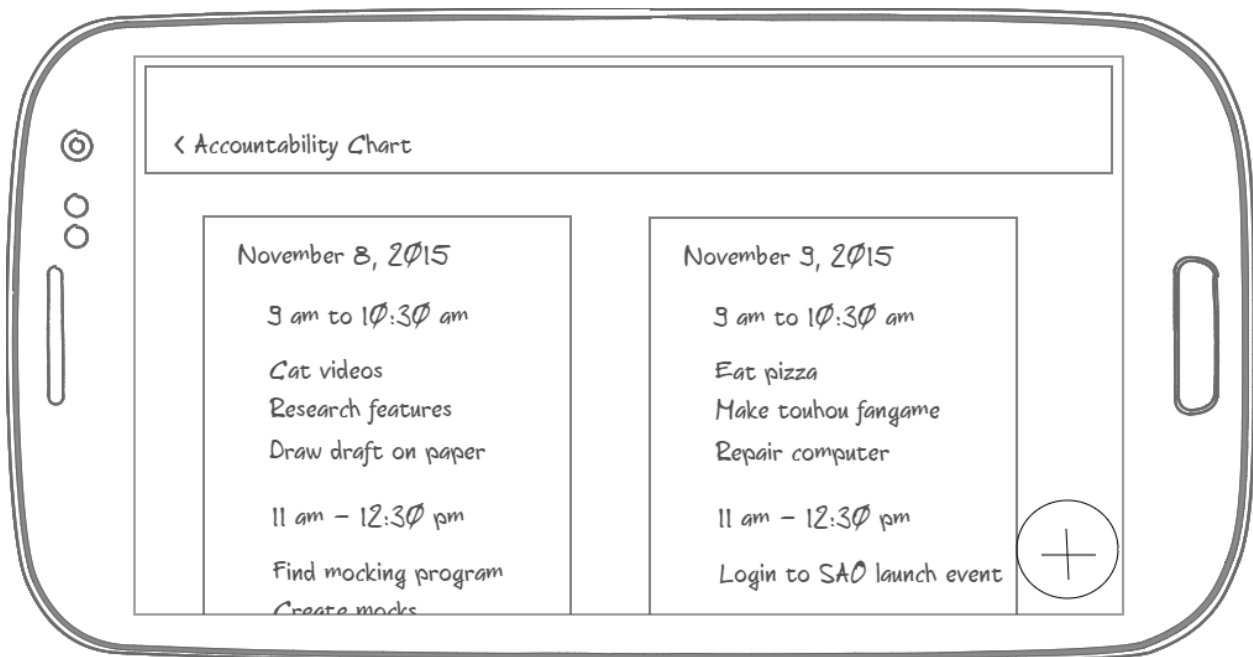 < Accountability Chart
November 8, 2015
9 am to 10:30 am
Cat videos
Research features
Draw draft on paper
11 am - 12:30 pm
Find mocking program
Create mocks
November 9, 2015
9 am to 10:30 am
Eat pizza
Make touhou fangame
Repair computer
11 am - 12:30 pm
Login to SAO launch event